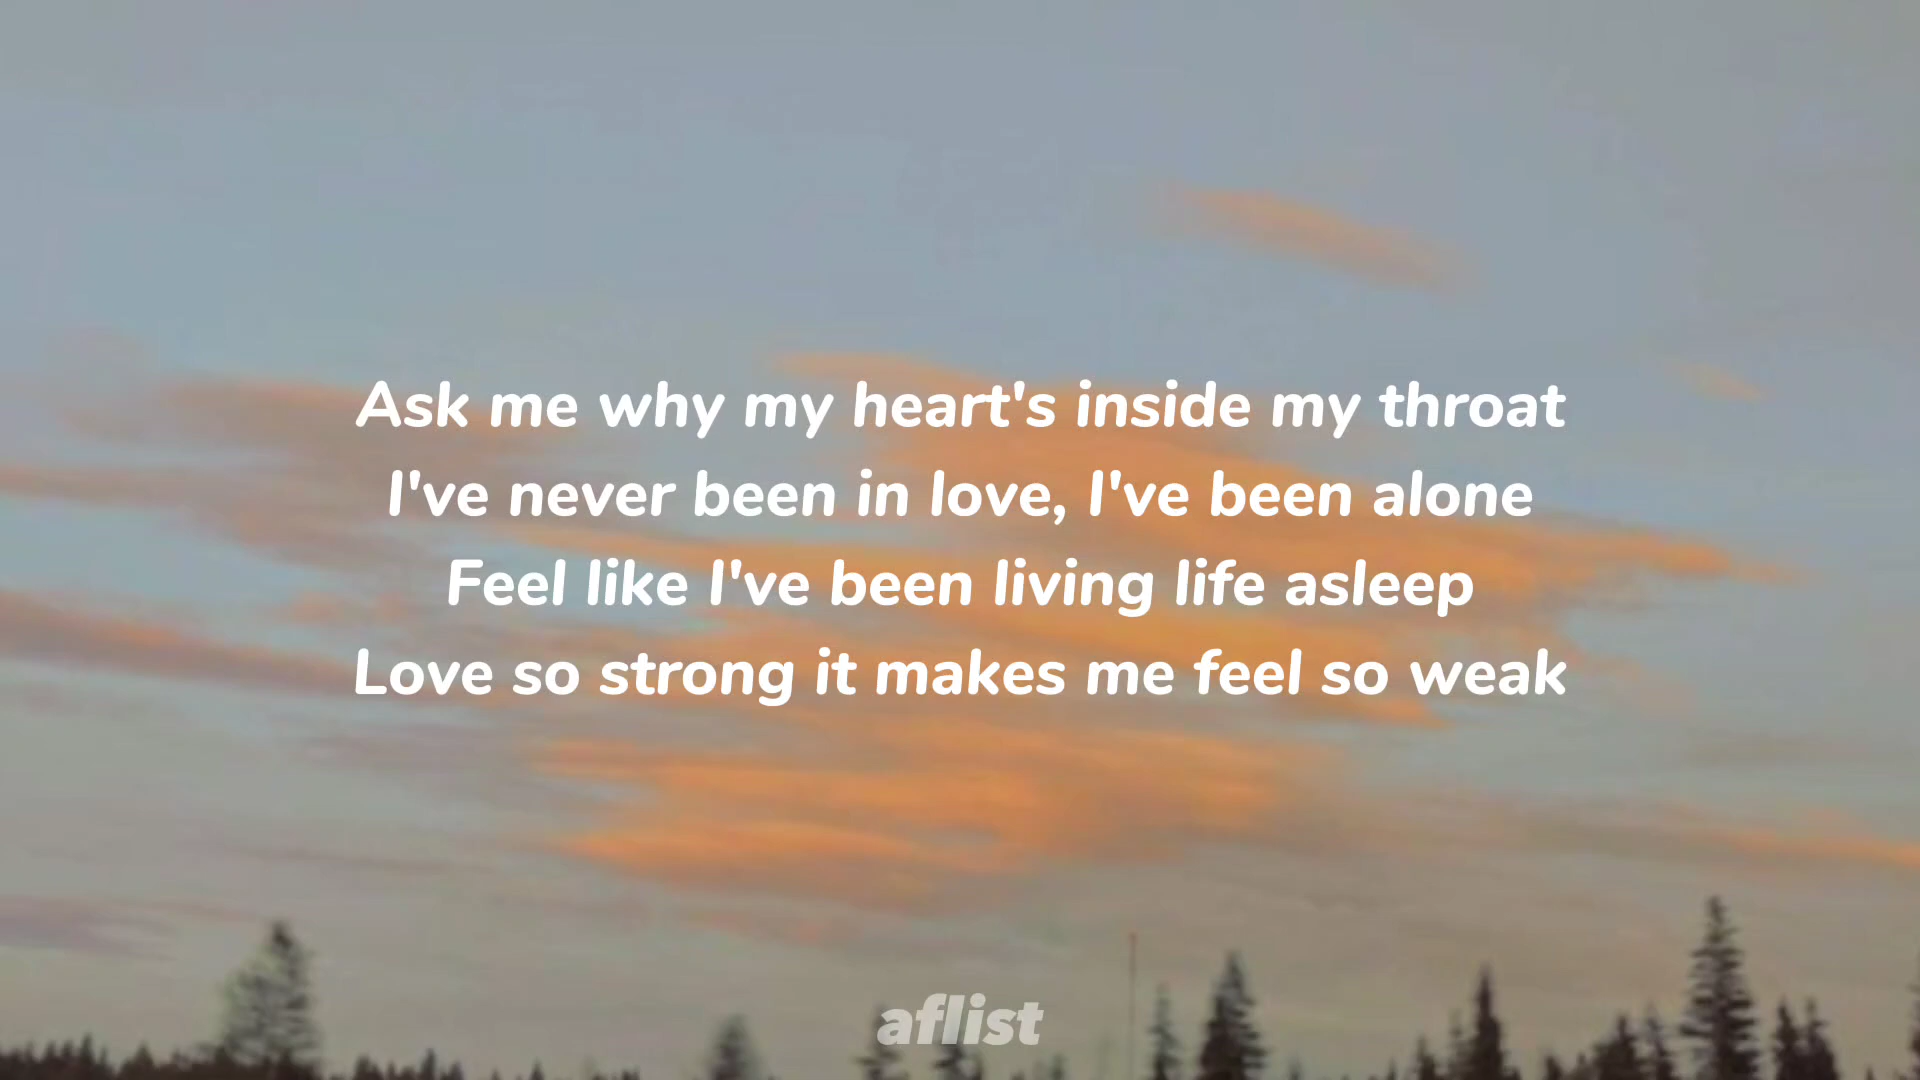 Ask me why my heart's inside my throat
I've never been in love, I've been alone
Feel like I've been living life asleep
Love so strong it makes me feel so weak
aflist